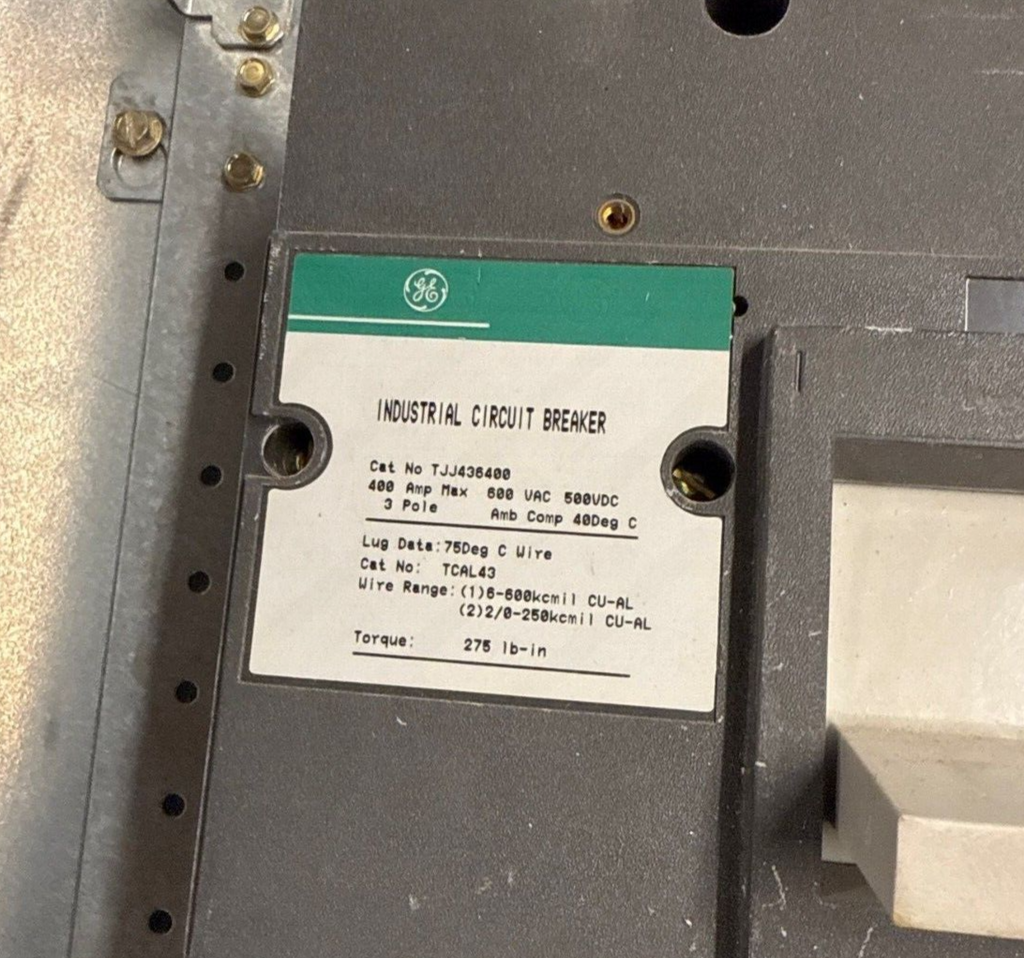 GE
INDUSTRIAL CIRCUIT BREAKER
Cat No TJJ436400
400 Amp Max 600 VAC 500VDC
3 Pole Amb Comp 40Deg C
Lug Data: 75Deg C Wire
Cat No: TCAL43
Wire Range: (1)6-600kcmil CU-AL
(2)2/0-250kcmil CU-AL
Torque: 275 lb-in